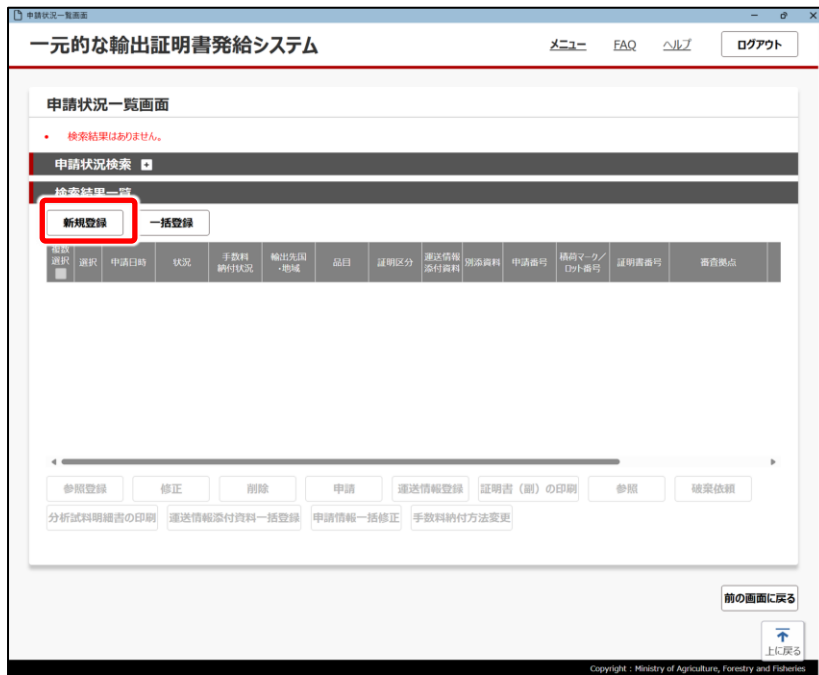 申請状況一覧画面
一元的な輸出証明書発給システム
メニュー FAQ ヘルプ ログアウト
申請状況一覧画面
• 検索結果はありません。
申請状況検索 +
検索結果一覧
新規登録 一括登録
複数選択 選択 申請日時 状況 手数料納付状況 輸出先国・地域 品目 証明区分 運送情報添付資料 別添資料 申請番号 積荷マーク/ロット番号 証明書番号 審査拠点
参照登録 修正 削除 申請 運送情報登録 証明書（副）の印刷 参照 破棄依頼
分析試料明細書の印刷 運送情報添付資料一括登録 申請情報一括修正 手数料納付方法変更
前の画面に戻る
上に戻る
Copyright : Ministry of Agriculture, Forestry and Fisheries